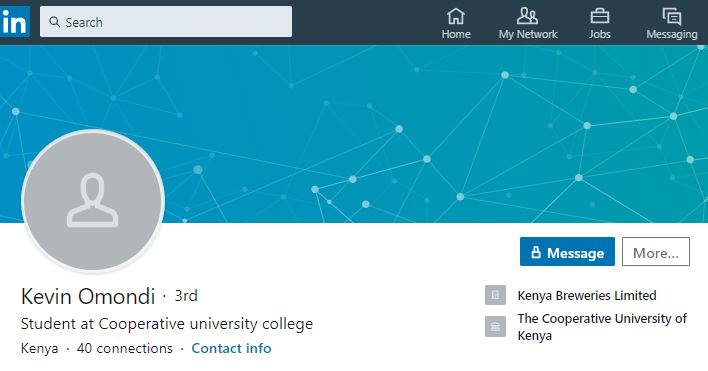 in
Search
Home
My Network
Jobs
Messaging
Message
More...
Kevin Omondi · 3rd
Student at Cooperative university college
Kenya · 40 connections · Contact info
Kenya Breweries Limited
The Cooperative University of
Kenya